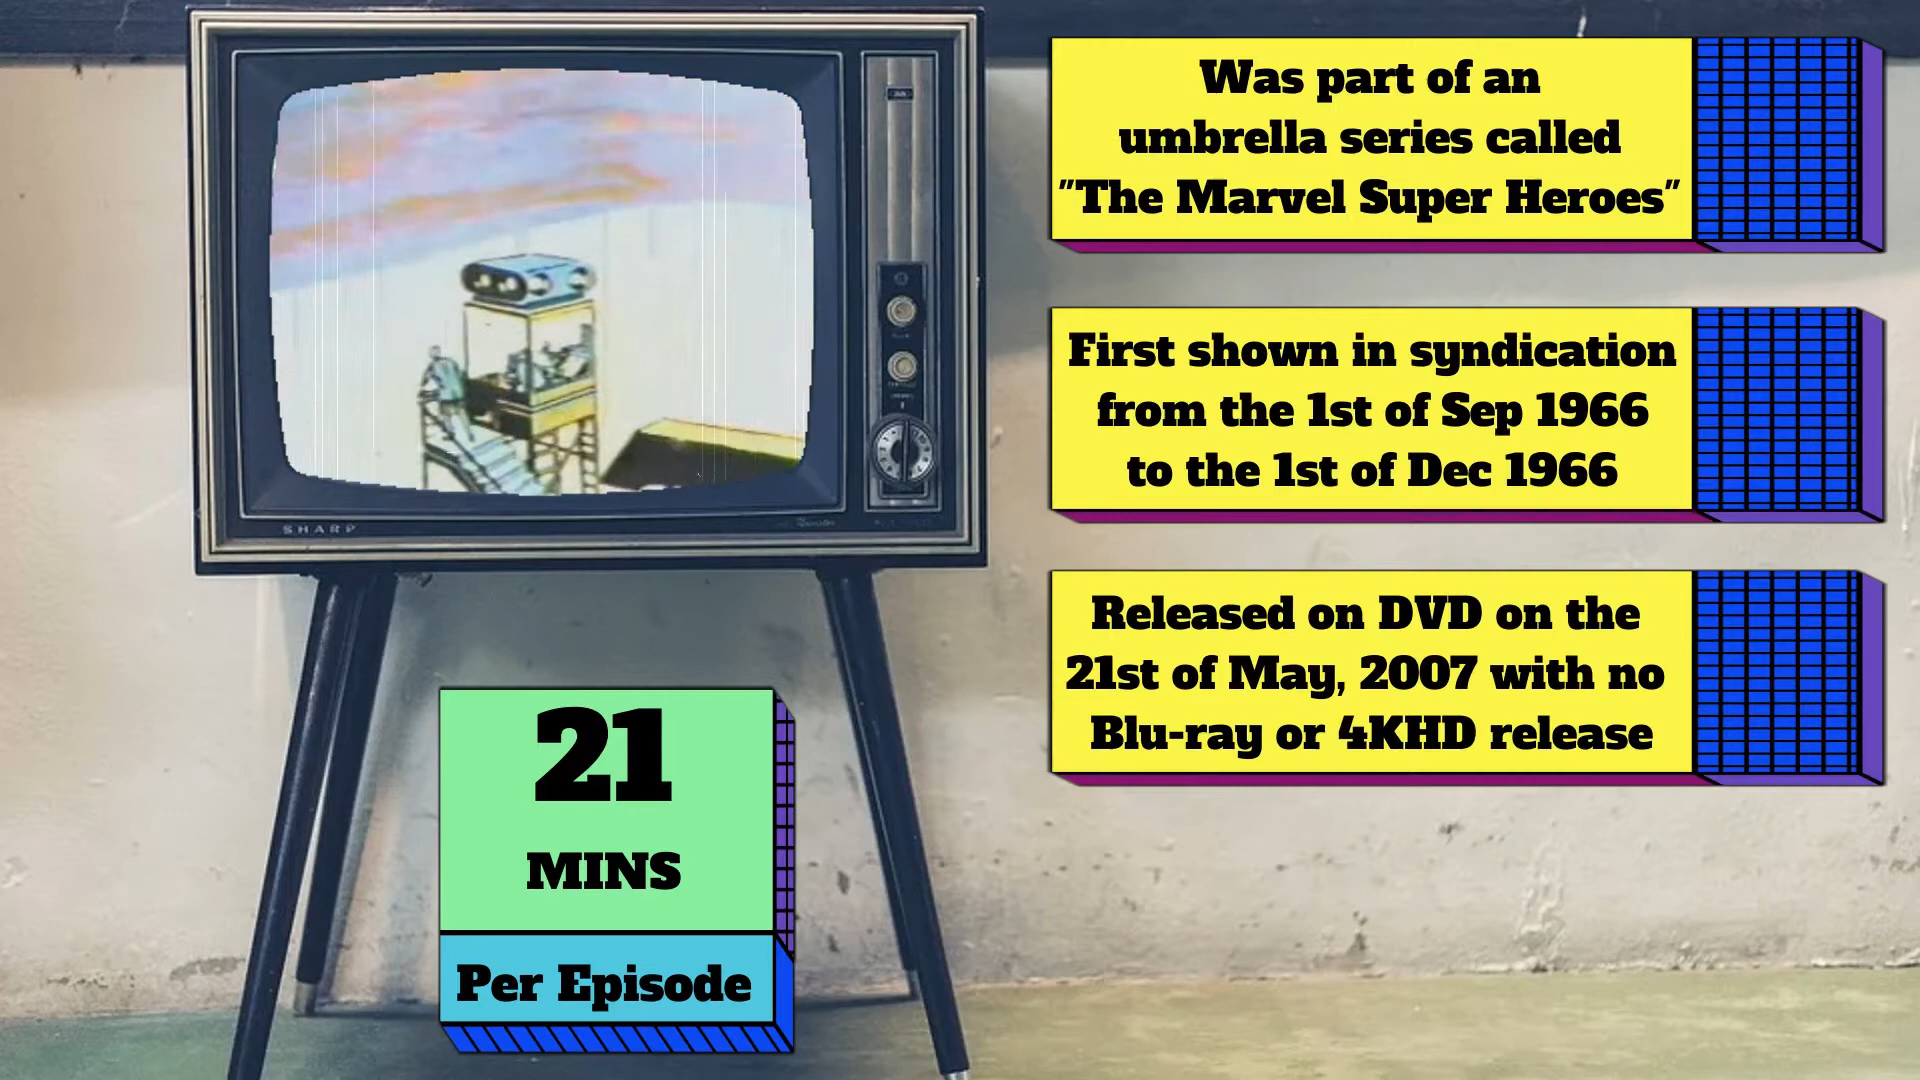 Was part of an
umbrella series called
"The Marvel Super Heroes"
First shown in syndication
from the 1st of Sep 1966
to the 1st of Dec 1966
Released on DVD on the
21st of May, 2007 with no
Blu-ray or 4KHD release
SHARP
21
MINS
Per Episode